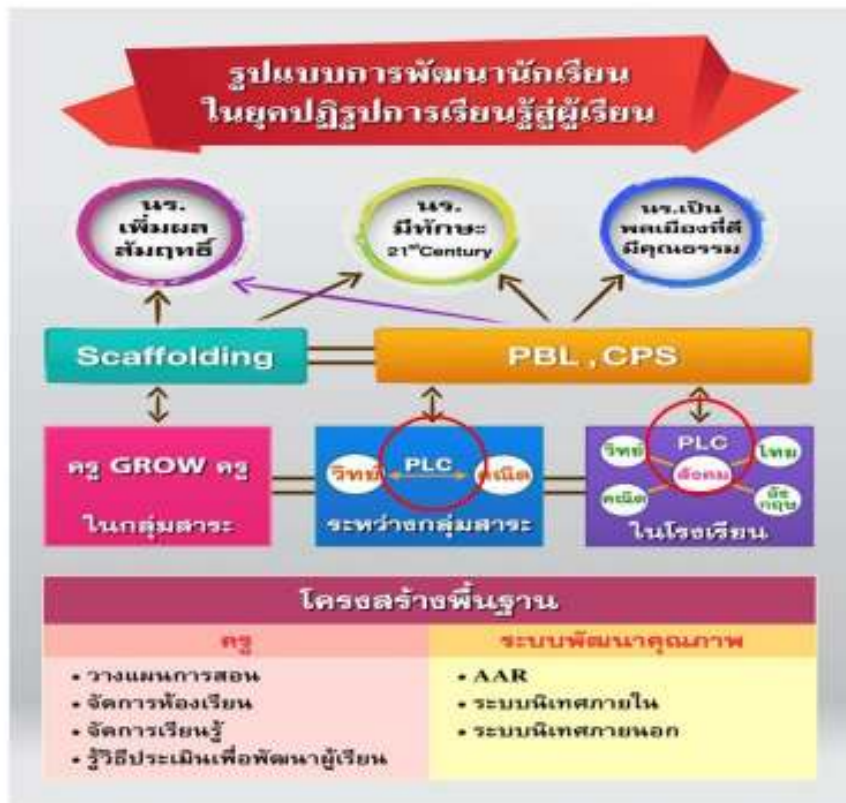 รูปแบบการพัฒนานักเรียน
ในยุคปฏิรูปการเรียนรู้สู่ผู้เรียน
นร.
เพิ่มผล
สัมฤทธิ์
นร.
มีทักษะ
21stCentury
นร.เป็น
พลเมืองที่ดี
มีคุณธรรม
Scaffolding
PBL , CPS
ครู GROW ครู
ในกลุ่มสาระ
วิทย์ PLC คณิต
ระหว่างกลุ่มสาระ
วิทย์ PLC ไทย
สังคม
คณิต อังกฤษ
ในโรงเรียน
โครงสร้างพื้นฐาน
ครู
• วางแผนการสอน
• จัดการห้องเรียน
• จัดการเรียนรู้
• รู้วิธีประเมินเพื่อพัฒนาผู้เรียน
ระบบพัฒนาคุณภาพ
• AAR
• ระบบนิเทศภายใน
• ระบบนิเทศภายนอก